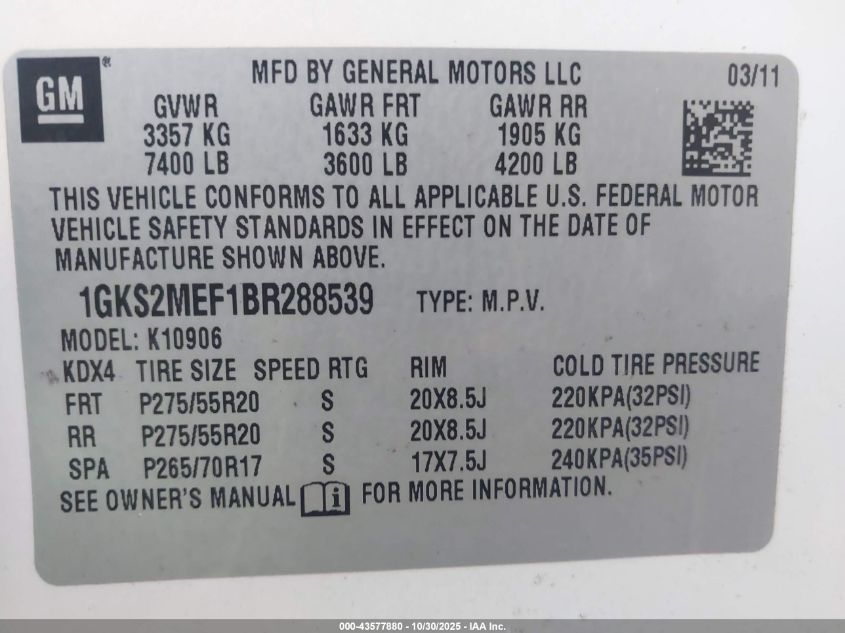 GM®
MFD BY GENERAL MOTORS LLC 03/11
GVWR GAWR FRT GAWR RR
3357 KG 1633 KG 1905 KG
7400 LB 3600 LB 4200 LB
THIS VEHICLE CONFORMS TO ALL APPLICABLE U.S. FEDERAL MOTOR
VEHICLE SAFETY STANDARDS IN EFFECT ON THE DATE OF
MANUFACTURE SHOWN ABOVE.
1GKS2MEF1BR288539 TYPE: M.P.V.
MODEL: K10906
KDX4 TIRE SIZE SPEED RTG RIM COLD TIRE PRESSURE
FRT P275/55R20 S 20X8.5J 220KPA(32PSI)
RR P275/55R20 S 20X8.5J 220KPA(32PSI)
SPA P265/70R17 S 17X7.5J 240KPA(35PSI)
SEE OWNER'S MANUAL i FOR MORE INFORMATION.
000-43577880 - 10/30/2025 - IAA Inc.